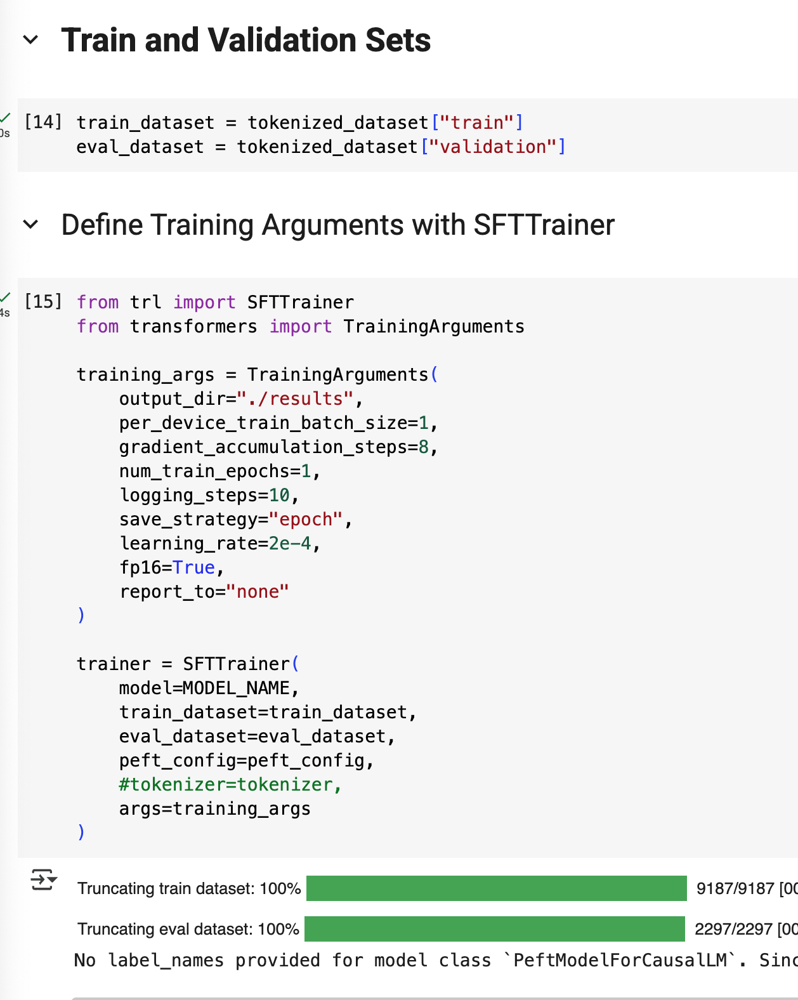 Train and Validation Sets
[14] train_dataset = tokenized_dataset["train"]
0s
eval_dataset = tokenized_dataset["validation"]
Define Training Arguments with SFTTrainer
[15] from trl import SFTTrainer
4s
from transformers import TrainingArguments
training_args = TrainingArguments(
    output_dir="./results",
    per_device_train_batch_size=1,
    gradient_accumulation_steps=8,
    num_train_epochs=1,
    logging_steps=10,
    save_strategy="epoch",
    learning_rate=2e-4,
    fp16=True,
    report_to="none"
)
trainer = SFTTrainer(
    model=MODEL_NAME,
    train_dataset=train_dataset,
    eval_dataset=eval_dataset,
    peft_config=peft_config,
    #tokenizer=tokenizer,
    args=training_args
)
Truncating train dataset: 100% 9187/9187 [00
Truncating eval dataset: 100% 2297/2297 [00
No label_names provided for model class `PeftModelForCausalLM`. Sinc